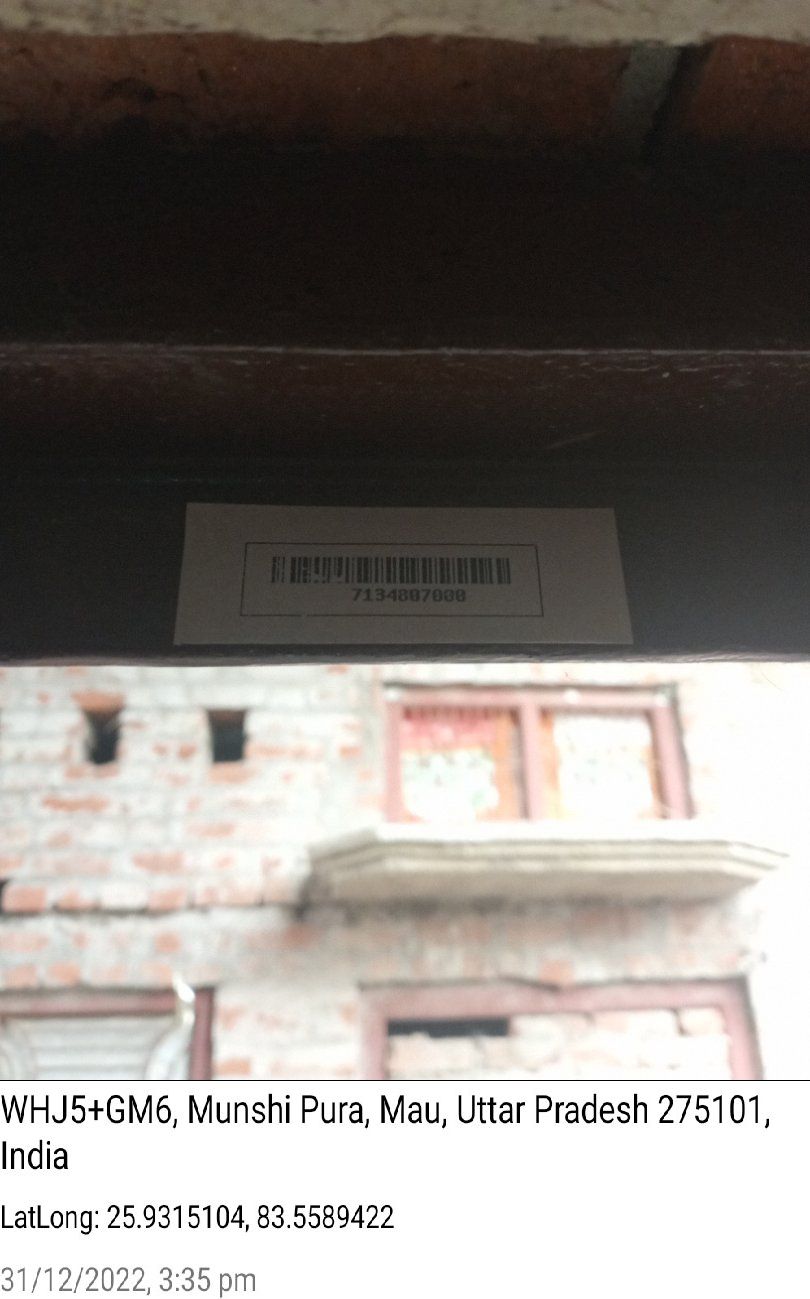 7134807000
WHJ5+GM6, Munshi Pura, Mau, Uttar Pradesh 275101,
India
LatLong: 25.9315104, 83.5589422
31/12/2022, 3:35 pm